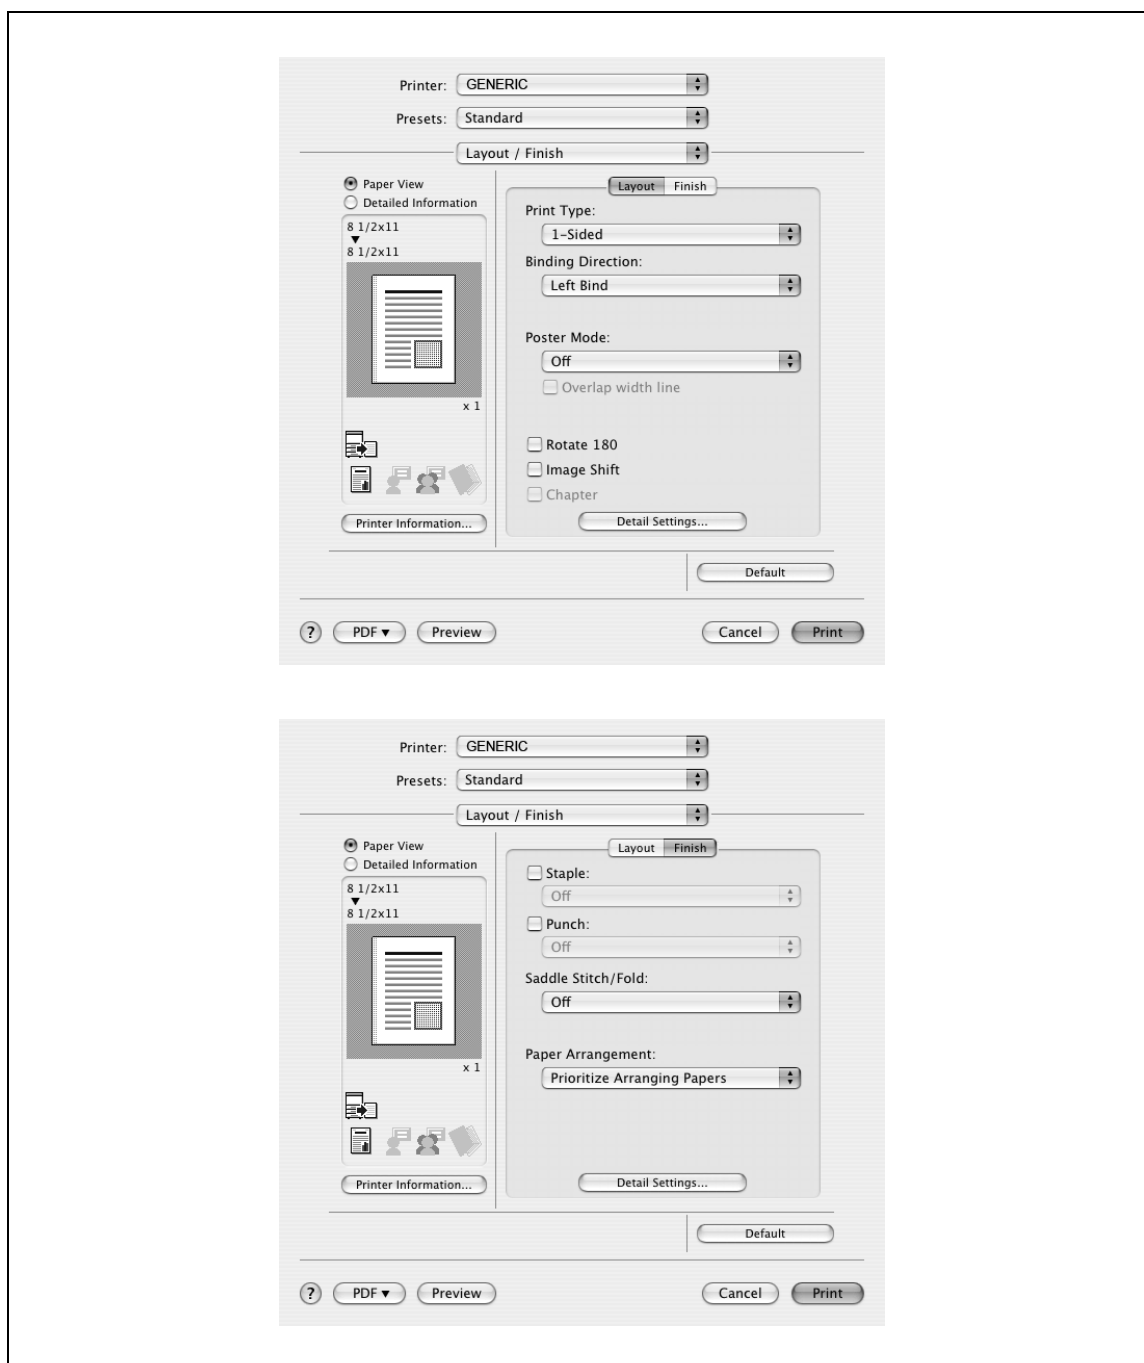 Printer: GENERIC
Presets: Standard
Layout / Finish
Paper View
Detailed Information
8 1/2x11
8 1/2x11
x 1
Printer Information...
Layout Finish
Print Type:
1-Sided
Binding Direction:
Left Bind
Poster Mode:
Off
Overlap width line
Rotate 180
Image Shift
Chapter
Detail Settings...
Default
? PDF▼ Preview Cancel Print
Printer: GENERIC
Presets: Standard
Layout / Finish
Paper View
Detailed Information
8 1/2x11
8 1/2x11
x 1
Printer Information...
Layout Finish
Staple:
Off
Punch:
Off
Saddle Stitch/Fold:
Off
Paper Arrangement:
Prioritize Arranging Papers
Detail Settings...
Default
? PDF▼ Preview Cancel Print